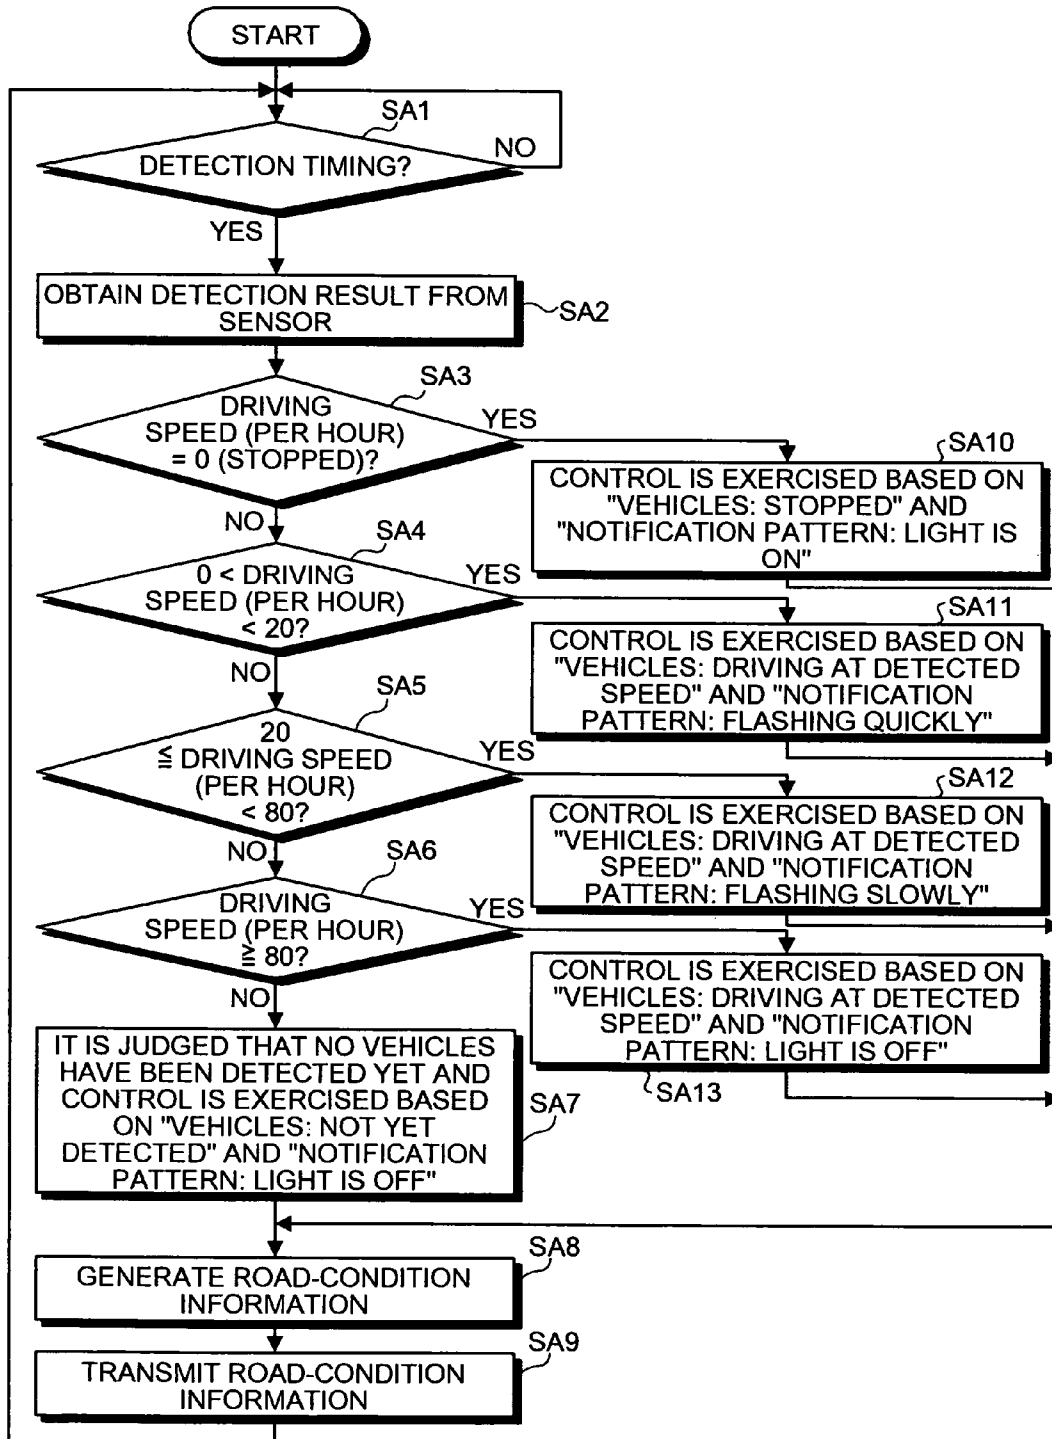 START
SA1
DETECTION TIMING?
NO
YES
OBTAIN DETECTION RESULT FROM
SENSOR
SA2
SA3
DRIVING
SPEED (PER HOUR)
= 0 (STOPPED)?
YES
NO
SA10
CONTROL IS EXERCISED BASED ON
"VEHICLES: STOPPED" AND
"NOTIFICATION PATTERN: LIGHT IS
ON"
SA4
0 < DRIVING
SPEED (PER HOUR)
< 20?
YES
NO
SA11
CONTROL IS EXERCISED BASED ON
"VEHICLES: DRIVING AT DETECTED
SPEED" AND "NOTIFICATION
PATTERN: FLASHING QUICKLY"
SA5
20
≦ DRIVING SPEED
(PER HOUR)
< 80?
YES
NO
SA12
CONTROL IS EXERCISED BASED ON
"VEHICLES: DRIVING AT DETECTED
SPEED" AND "NOTIFICATION
PATTERN: FLASHING SLOWLY"
SA6
DRIVING
SPEED (PER HOUR)
≧ 80?
YES
NO
CONTROL IS EXERCISED BASED ON
"VEHICLES: DRIVING AT DETECTED
SPEED" AND "NOTIFICATION
PATTERN: LIGHT IS OFF"
SA13
IT IS JUDGED THAT NO VEHICLES
HAVE BEEN DETECTED YET AND
CONTROL IS EXERCISED BASED
ON "VEHICLES: NOT YET
DETECTED" AND "NOTIFICATION
PATTERN: LIGHT IS OFF"
SA7
SA8
GENERATE ROAD-CONDITION
INFORMATION
SA9
TRANSMIT ROAD-CONDITION
INFORMATION